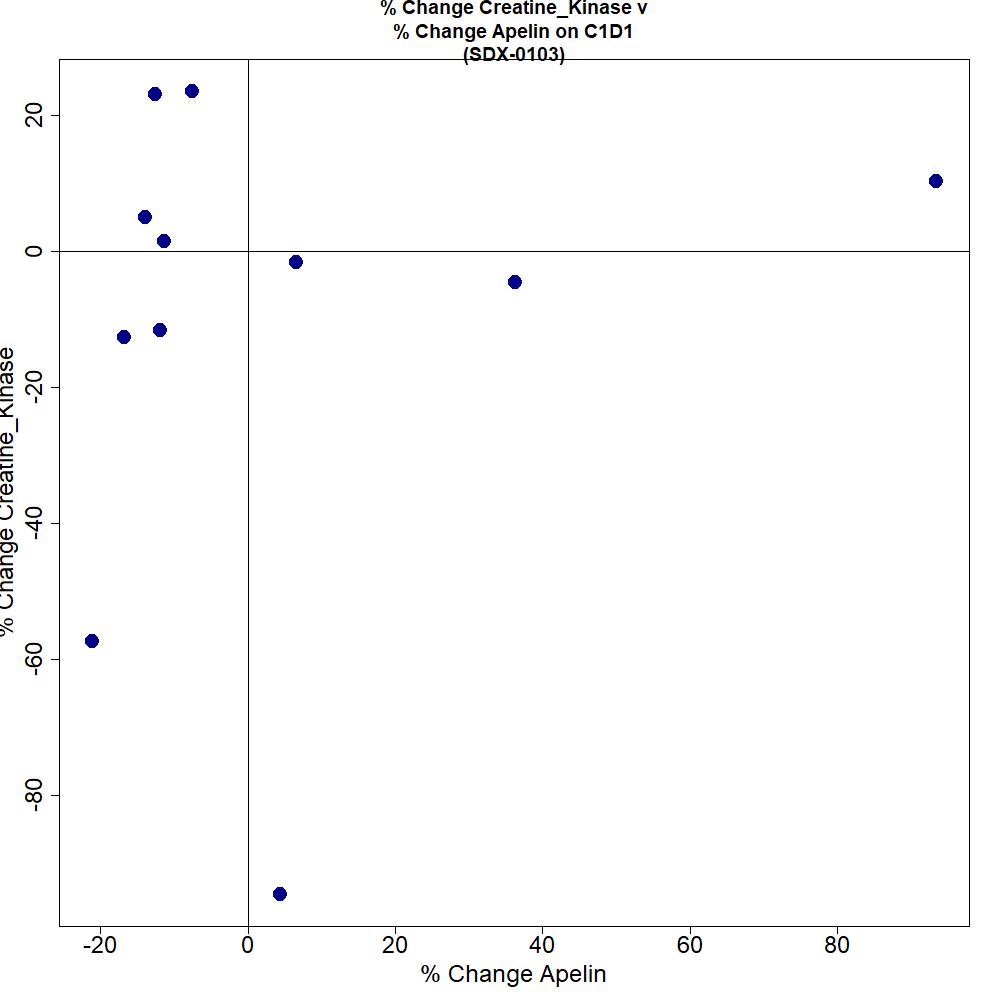 % Change Creatine_Kinase v
% Change Apelin on C1D1
(SDX-0103)
% Change Creatine_Kinase
20
0
-20
-40
-60
-80
-20 0 20 40 60 80
% Change Apelin